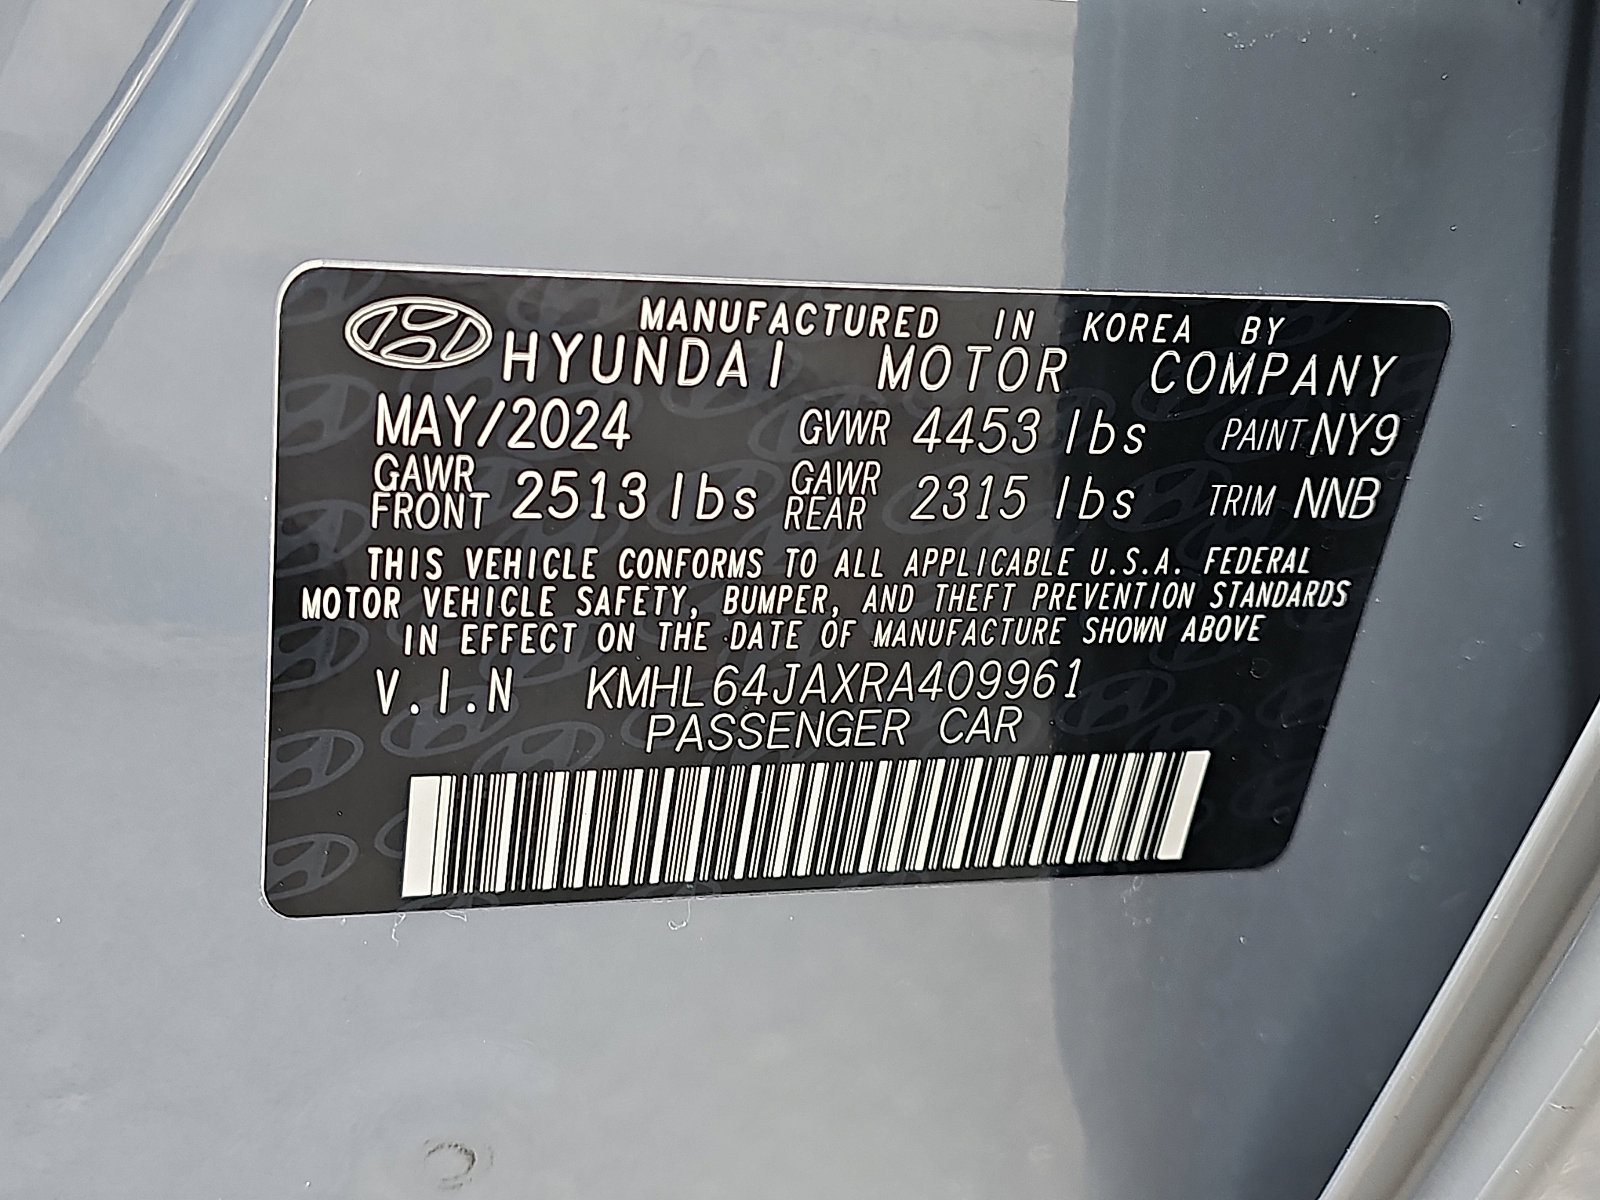 MANUFACTURED IN KOREA BY
HYUNDAI MOTOR COMPANY
MAY/2024 GVWR 4453 lbs PAINT NY9
GAWR FRONT 2513 lbs GAWR REAR 2315 lbs TRIM NNB
THIS VEHICLE CONFORMS TO ALL APPLICABLE U.S.A. FEDERAL
MOTOR VEHICLE SAFETY, BUMPER, AND THEFT PREVENTION STANDARDS
IN EFFECT ON THE DATE OF MANUFACTURE SHOWN ABOVE
V.I.N KMHL64JAXRA409961
PASSENGER CAR